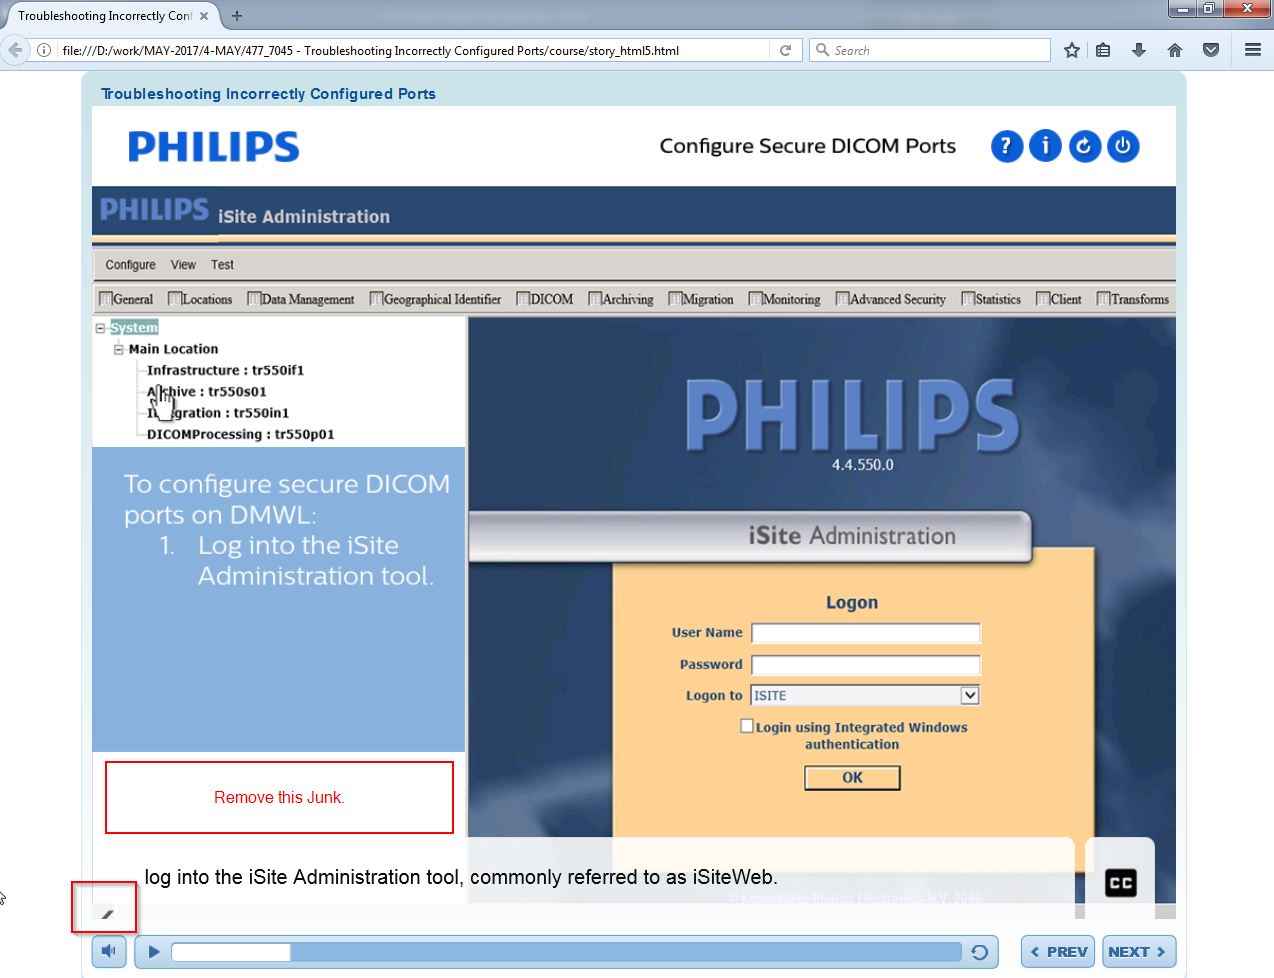 Troubleshooting Incorrectly Conf
file:///D:/work/MAY-2017/4-MAY/477_7045 - Troubleshooting Incorrectly Configured Ports/course/story_html5.html
Search
Troubleshooting Incorrectly Configured Ports
PHILIPS
Configure Secure DICOM Ports
PHILIPS iSite Administration
Configure View Test
General Locations Data Management Geographical Identifier DICOM Archiving Migration Monitoring Advanced Security Statistics Client Transforms
System
Main Location
Infrastructure : tr550if1
Archive : tr550s01
Integration : tr550in1
DICOMProcessing : tr550p01
To configure secure DICOM
ports on DMWL:
1. Log into the iSite
Administration tool.
PHILIPS
4.4.550.0
iSite Administration
Logon
User Name
Password
Logon to ISITE
Login using Integrated Windows
authentication
OK
Remove this Junk.
log into the iSite Administration tool, commonly referred to as iSiteWeb.
© Koninklijke Philips Electronics N.V. 2006
CC
PREV NEXT